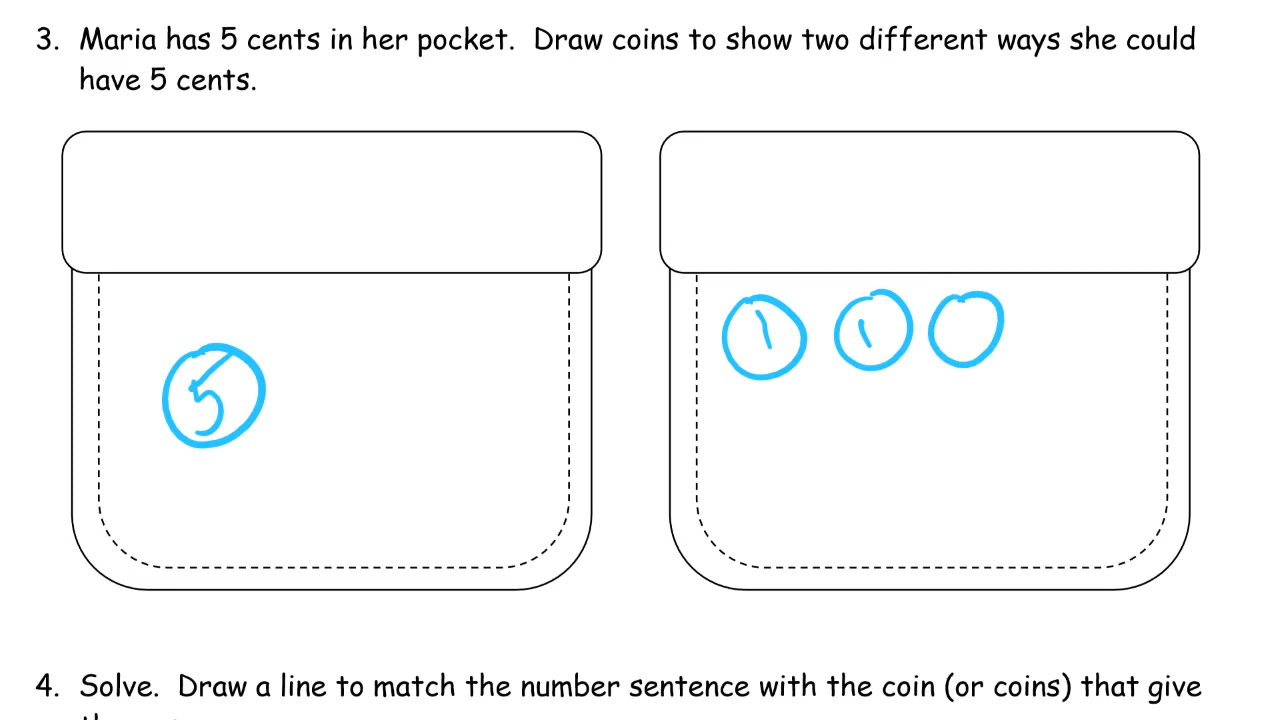 3. Maria has 5 cents in her pocket. Draw coins to show two different ways she could
have 5 cents.
5
1 1
4. Solve. Draw a line to match the number sentence with the coin (or coins) that give